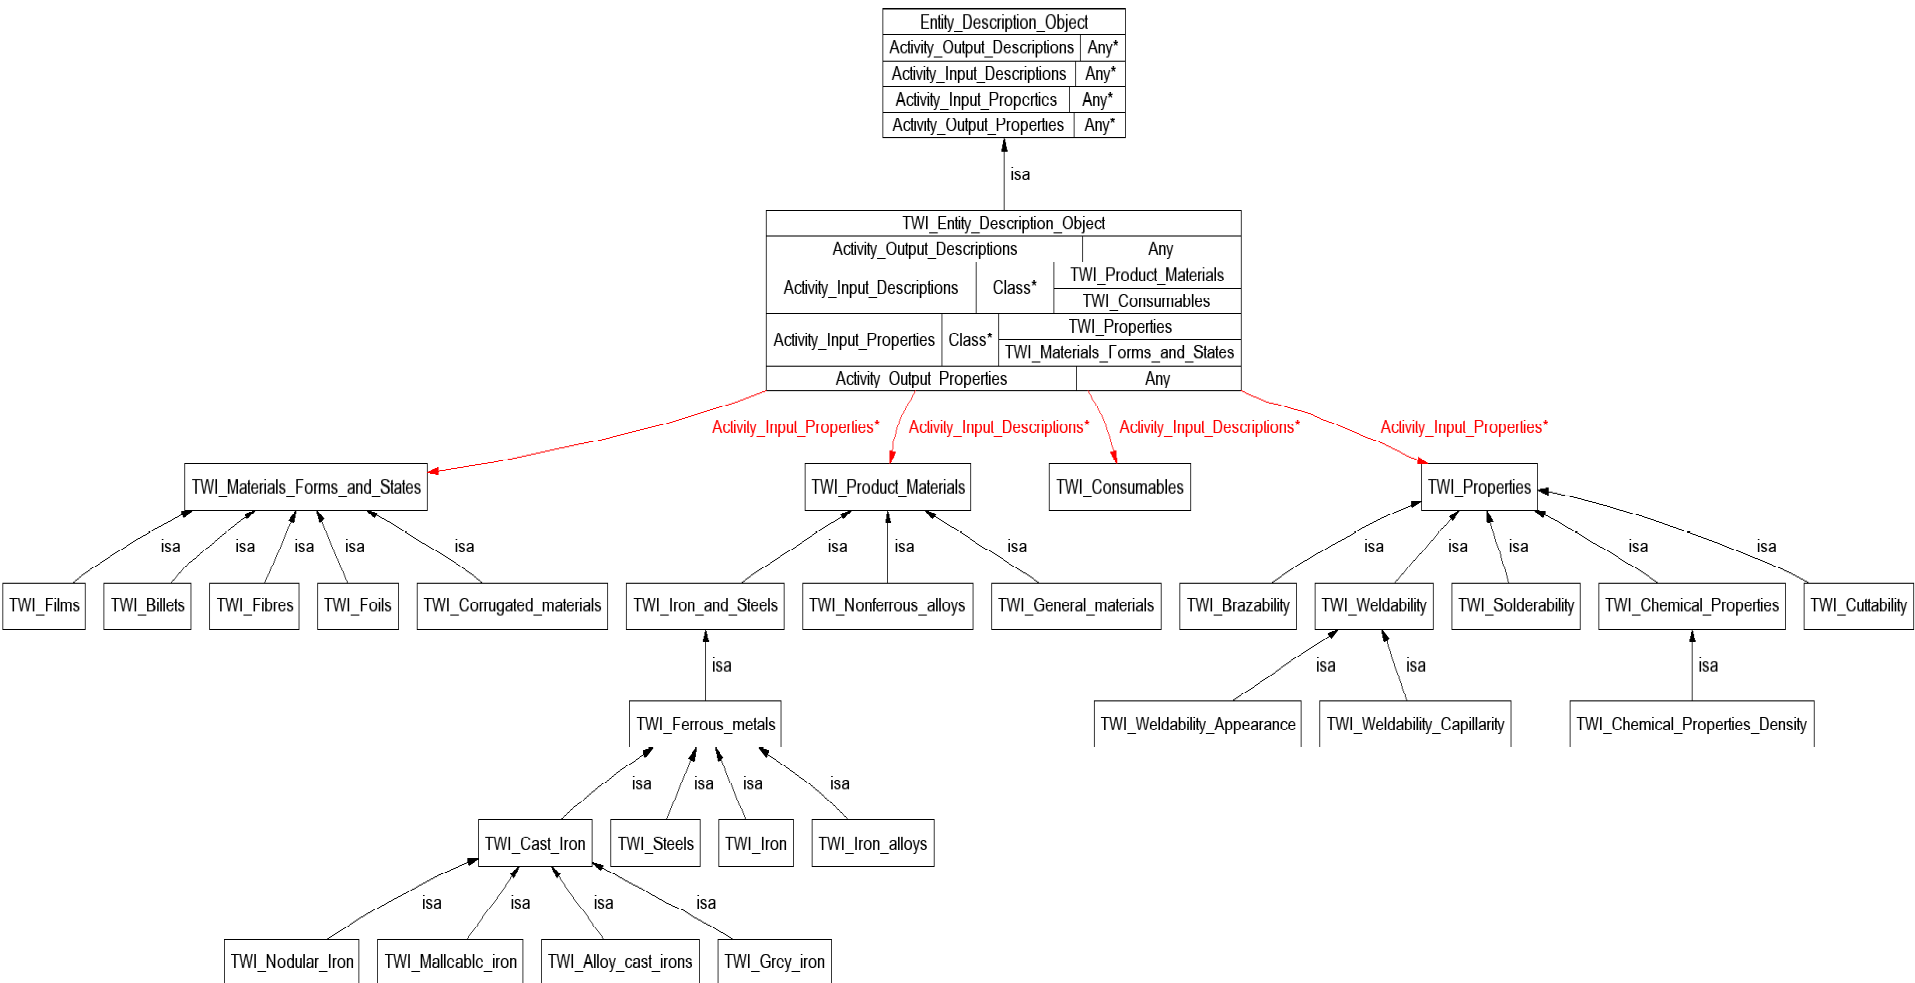 Entity_Description_Object
Activity_Output_Descriptions Any*
Activity_Input_Descriptions Any*
Activity_Input_Propcrtics Any*
Activity_Output_Properties Any*
isa
TWI_Entity_Description_Object
Activity_Output_Descriptions Any
Activity_Input_Descriptions Class* TWI_Product_Materials
TWI_Consumables
Activity_Input_Properties Class* TWI_Properties
TWI_Materials_Forms_and_States
Activity_Output_Properties Any
Activity_Input_Properties* Activity_Input_Descriptions* Activity_Input_Descriptions* Activity_Input_Properties*
TWI_Materials_Forms_and_States TWI_Product_Materials TWI_Consumables TWI_Properties
isa isa isa isa isa isa isa isa isa isa isa isa isa
TWI_Films TWI_Billets TWI_Fibres TWI_Foils TWI_Corrugated_materials TWI_Iron_and_Steels TWI_Nonferrous_alloys TWI_General_materials TWI_Brazability TWI_Weldability TWI_Solderability TWI_Chemical_Properties TWI_Cuttability
isa isa isa isa
TWI_Ferrous_metals TWI_Weldability_Appearance TWI_Weldability_Capillarity TWI_Chemical_Properties_Density
isa isa isa isa
TWI_Cast_Iron TWI_Steels TWI_Iron TWI_Iron_alloys
isa isa isa isa
TWI_Nodular_Iron TWI_Mallcablc_iron TWI_Alloy_cast_irons TWI_Grcy_iron